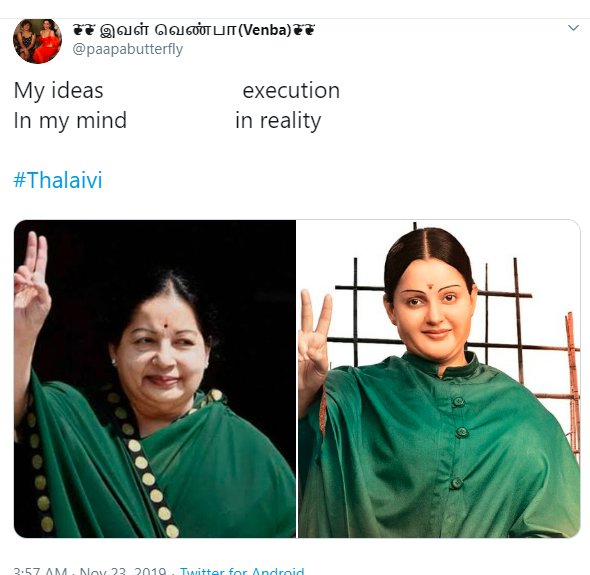 ❦❦ இவள் வெண்பா(Venba)❦❦
@paapabutterfly
My ideas execution
In my mind in reality
#Thalaivi
3:57 AM · Nov 23, 2019 · Twitter for Android